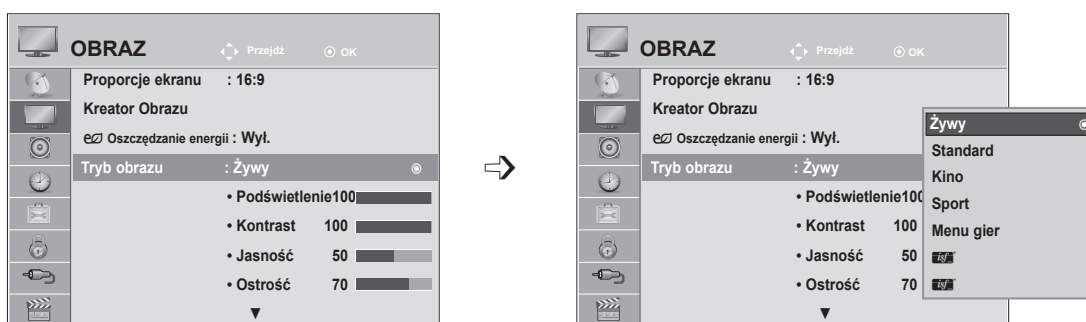 OBRAZ Przejdź OK
Proporcje ekranu : 16:9
Kreator Obrazu
Oszczędzanie energii : Wył.
Tryb obrazu : Żywy
• Podświetlenie100
• Kontrast 100
• Jasność 50
• Ostrość 70
OBRAZ Przejdź OK
Proporcje ekranu : 16:9
Kreator Obrazu
Oszczędzanie energii : Wył.
Tryb obrazu : Żywy
• Podświetlenie100
• Kontrast 100
• Jasność 50
• Ostrość 70
Żywy
Standard
Kino
Sport
Menu gier
isf
isf